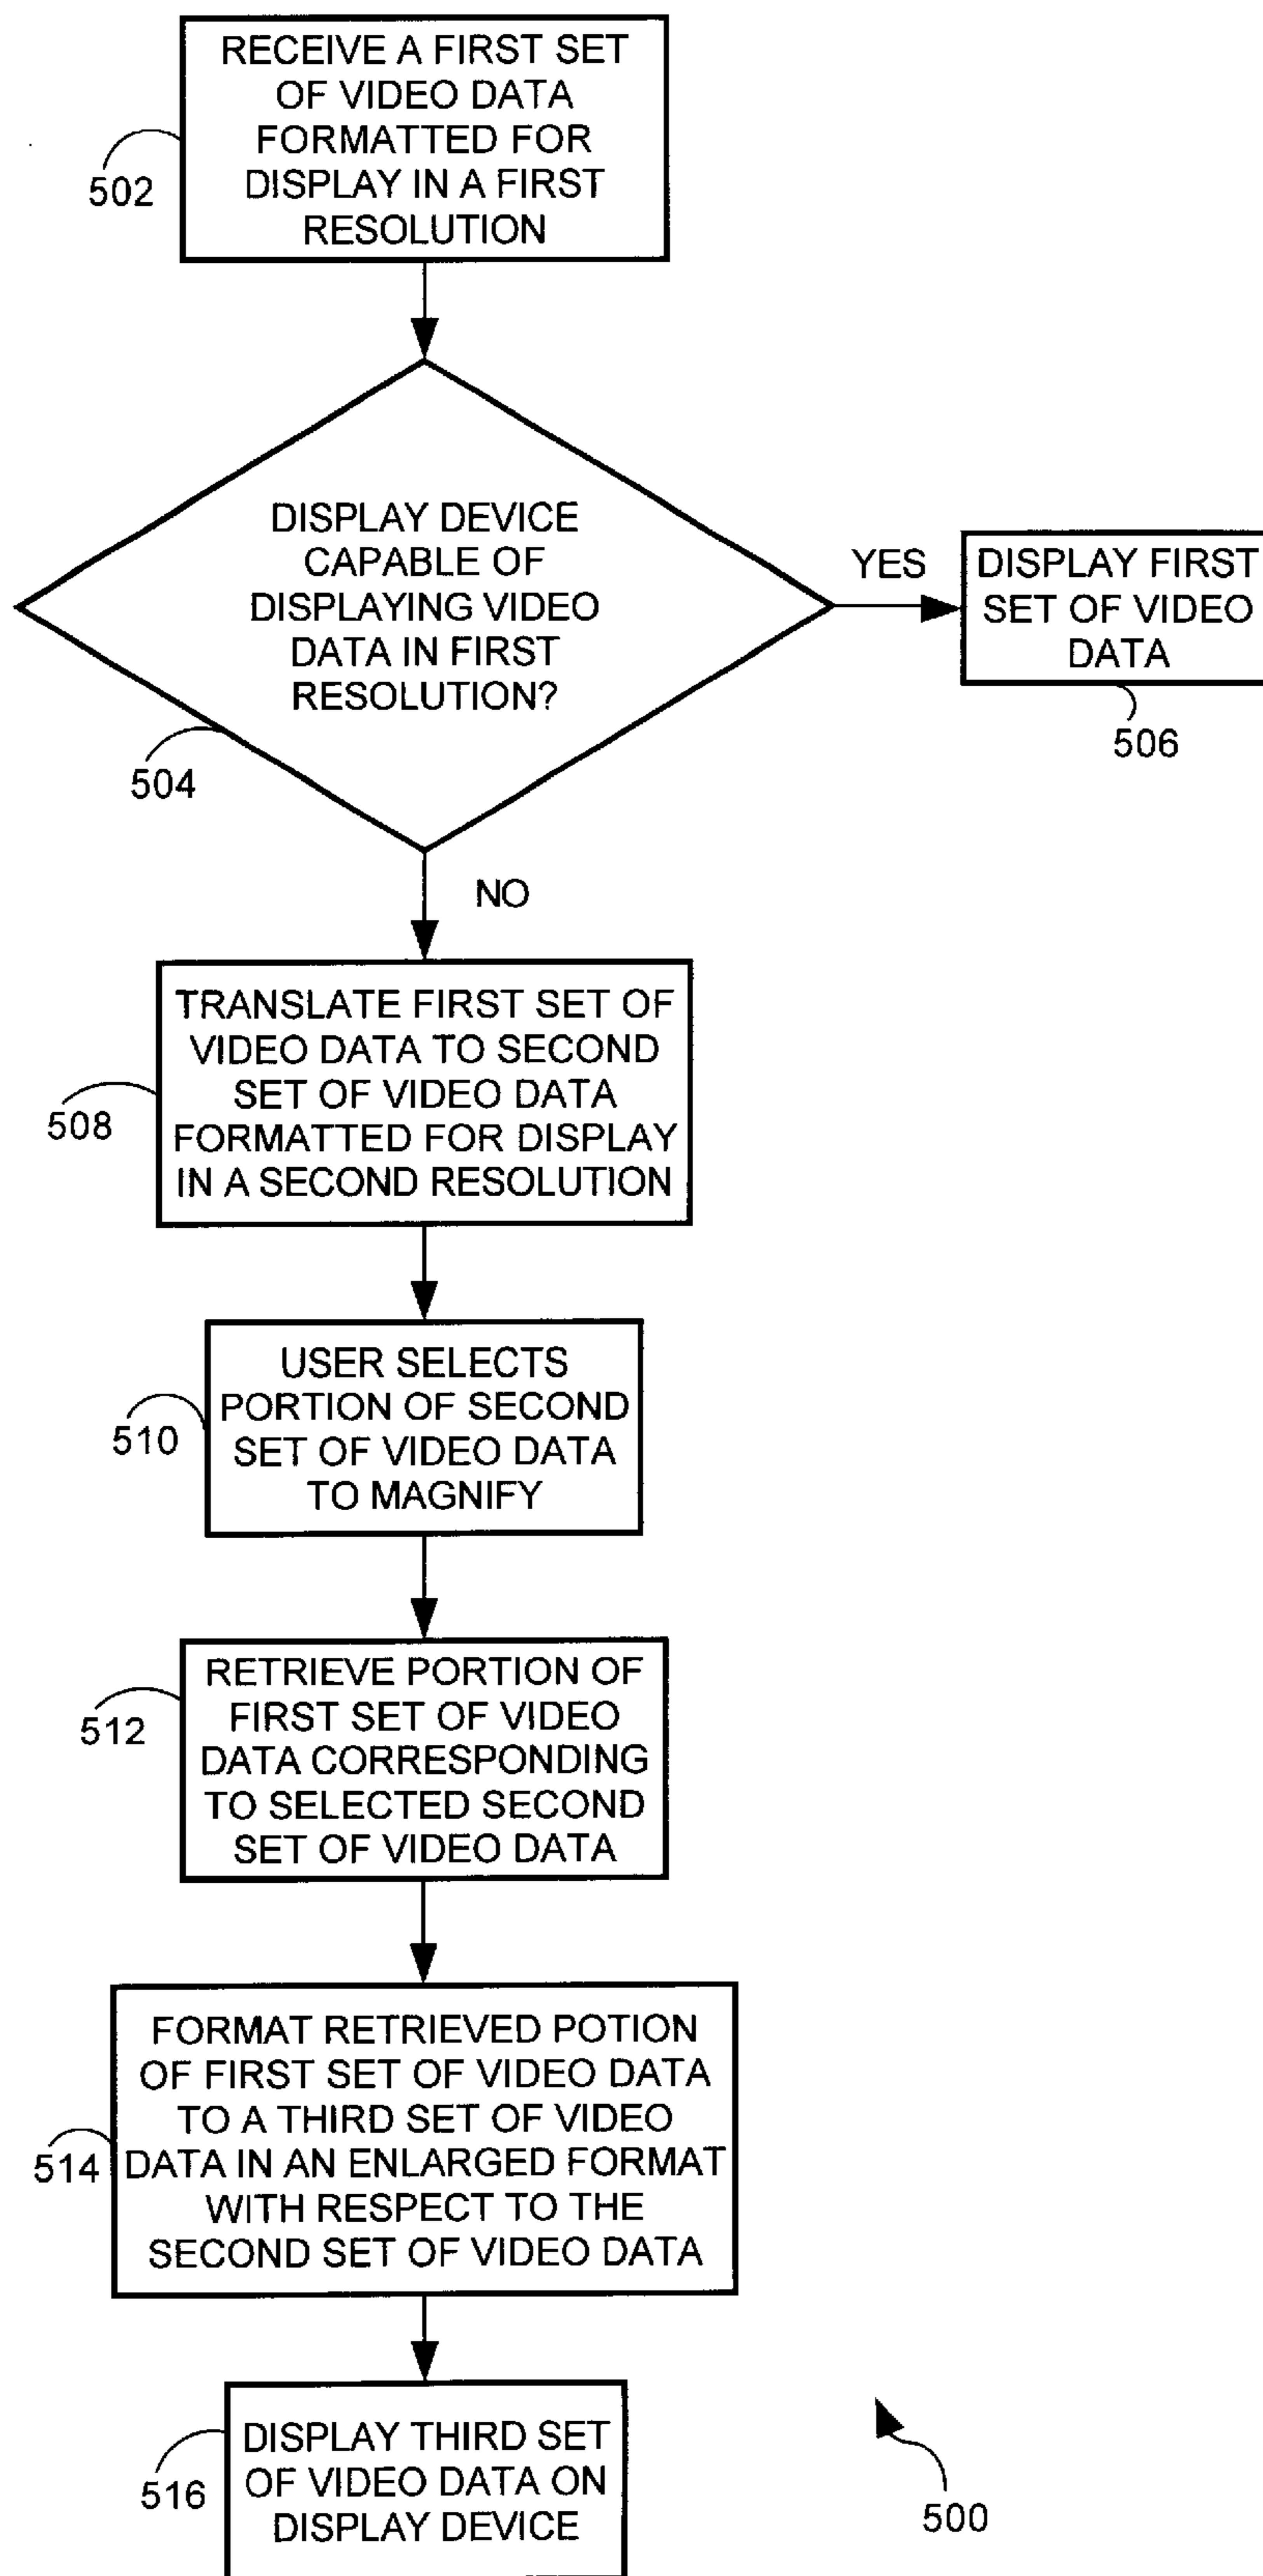 RECEIVE A FIRST SET
OF VIDEO DATA
FORMATTED FOR
DISPLAY IN A FIRST
RESOLUTION
502
DISPLAY DEVICE
CAPABLE OF
DISPLAYING VIDEO
DATA IN FIRST
RESOLUTION?
504
YES
DISPLAY FIRST
SET OF VIDEO
DATA
506
NO
TRANSLATE FIRST SET OF
VIDEO DATA TO SECOND
SET OF VIDEO DATA
FORMATTED FOR DISPLAY
IN A SECOND RESOLUTION
508
USER SELECTS
PORTION OF SECOND
SET OF VIDEO DATA
TO MAGNIFY
510
RETRIEVE PORTION OF
FIRST SET OF VIDEO
DATA CORRESPONDING
TO SELECTED SECOND
SET OF VIDEO DATA
512
FORMAT RETRIEVED POTION
OF FIRST SET OF VIDEO DATA
TO A THIRD SET OF VIDEO
DATA IN AN ENLARGED FORMAT
WITH RESPECT TO THE
SECOND SET OF VIDEO DATA
514
DISPLAY THIRD SET
OF VIDEO DATA ON
DISPLAY DEVICE
516
500